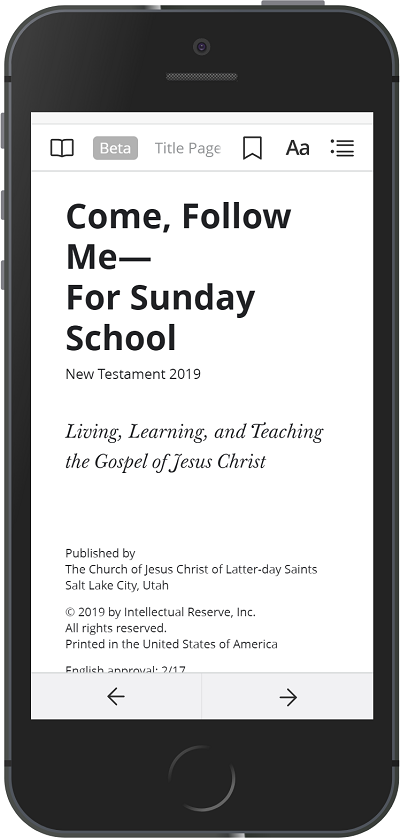 Beta Title Page Aa
Come, Follow
Me—
For Sunday
School
New Testament 2019
Living, Learning, and Teaching
the Gospel of Jesus Christ
Published by
The Church of Jesus Christ of Latter-day Saints
Salt Lake City, Utah
© 2019 by Intellectual Reserve, Inc.
All rights reserved.
Printed in the United States of America
English approval: 2/17